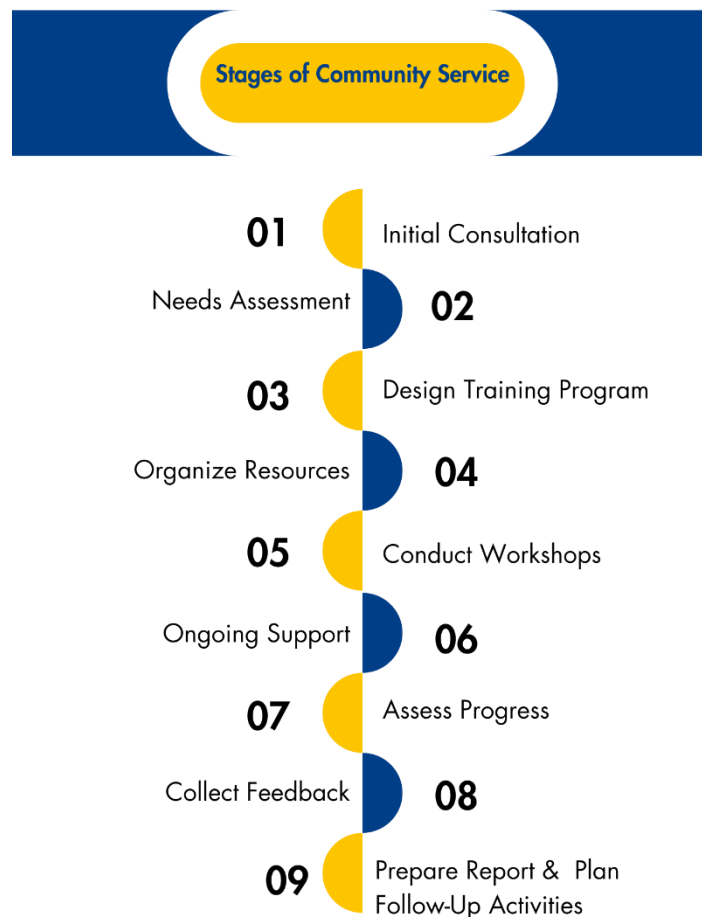 Stages of Community Service
01
Initial Consultation
Needs Assessment
02
03
Design Training Program
Organize Resources
04
05
Conduct Workshops
Ongoing Support
06
07
Assess Progress
Collect Feedback
08
09
Prepare Report & Plan
Follow-Up Activities